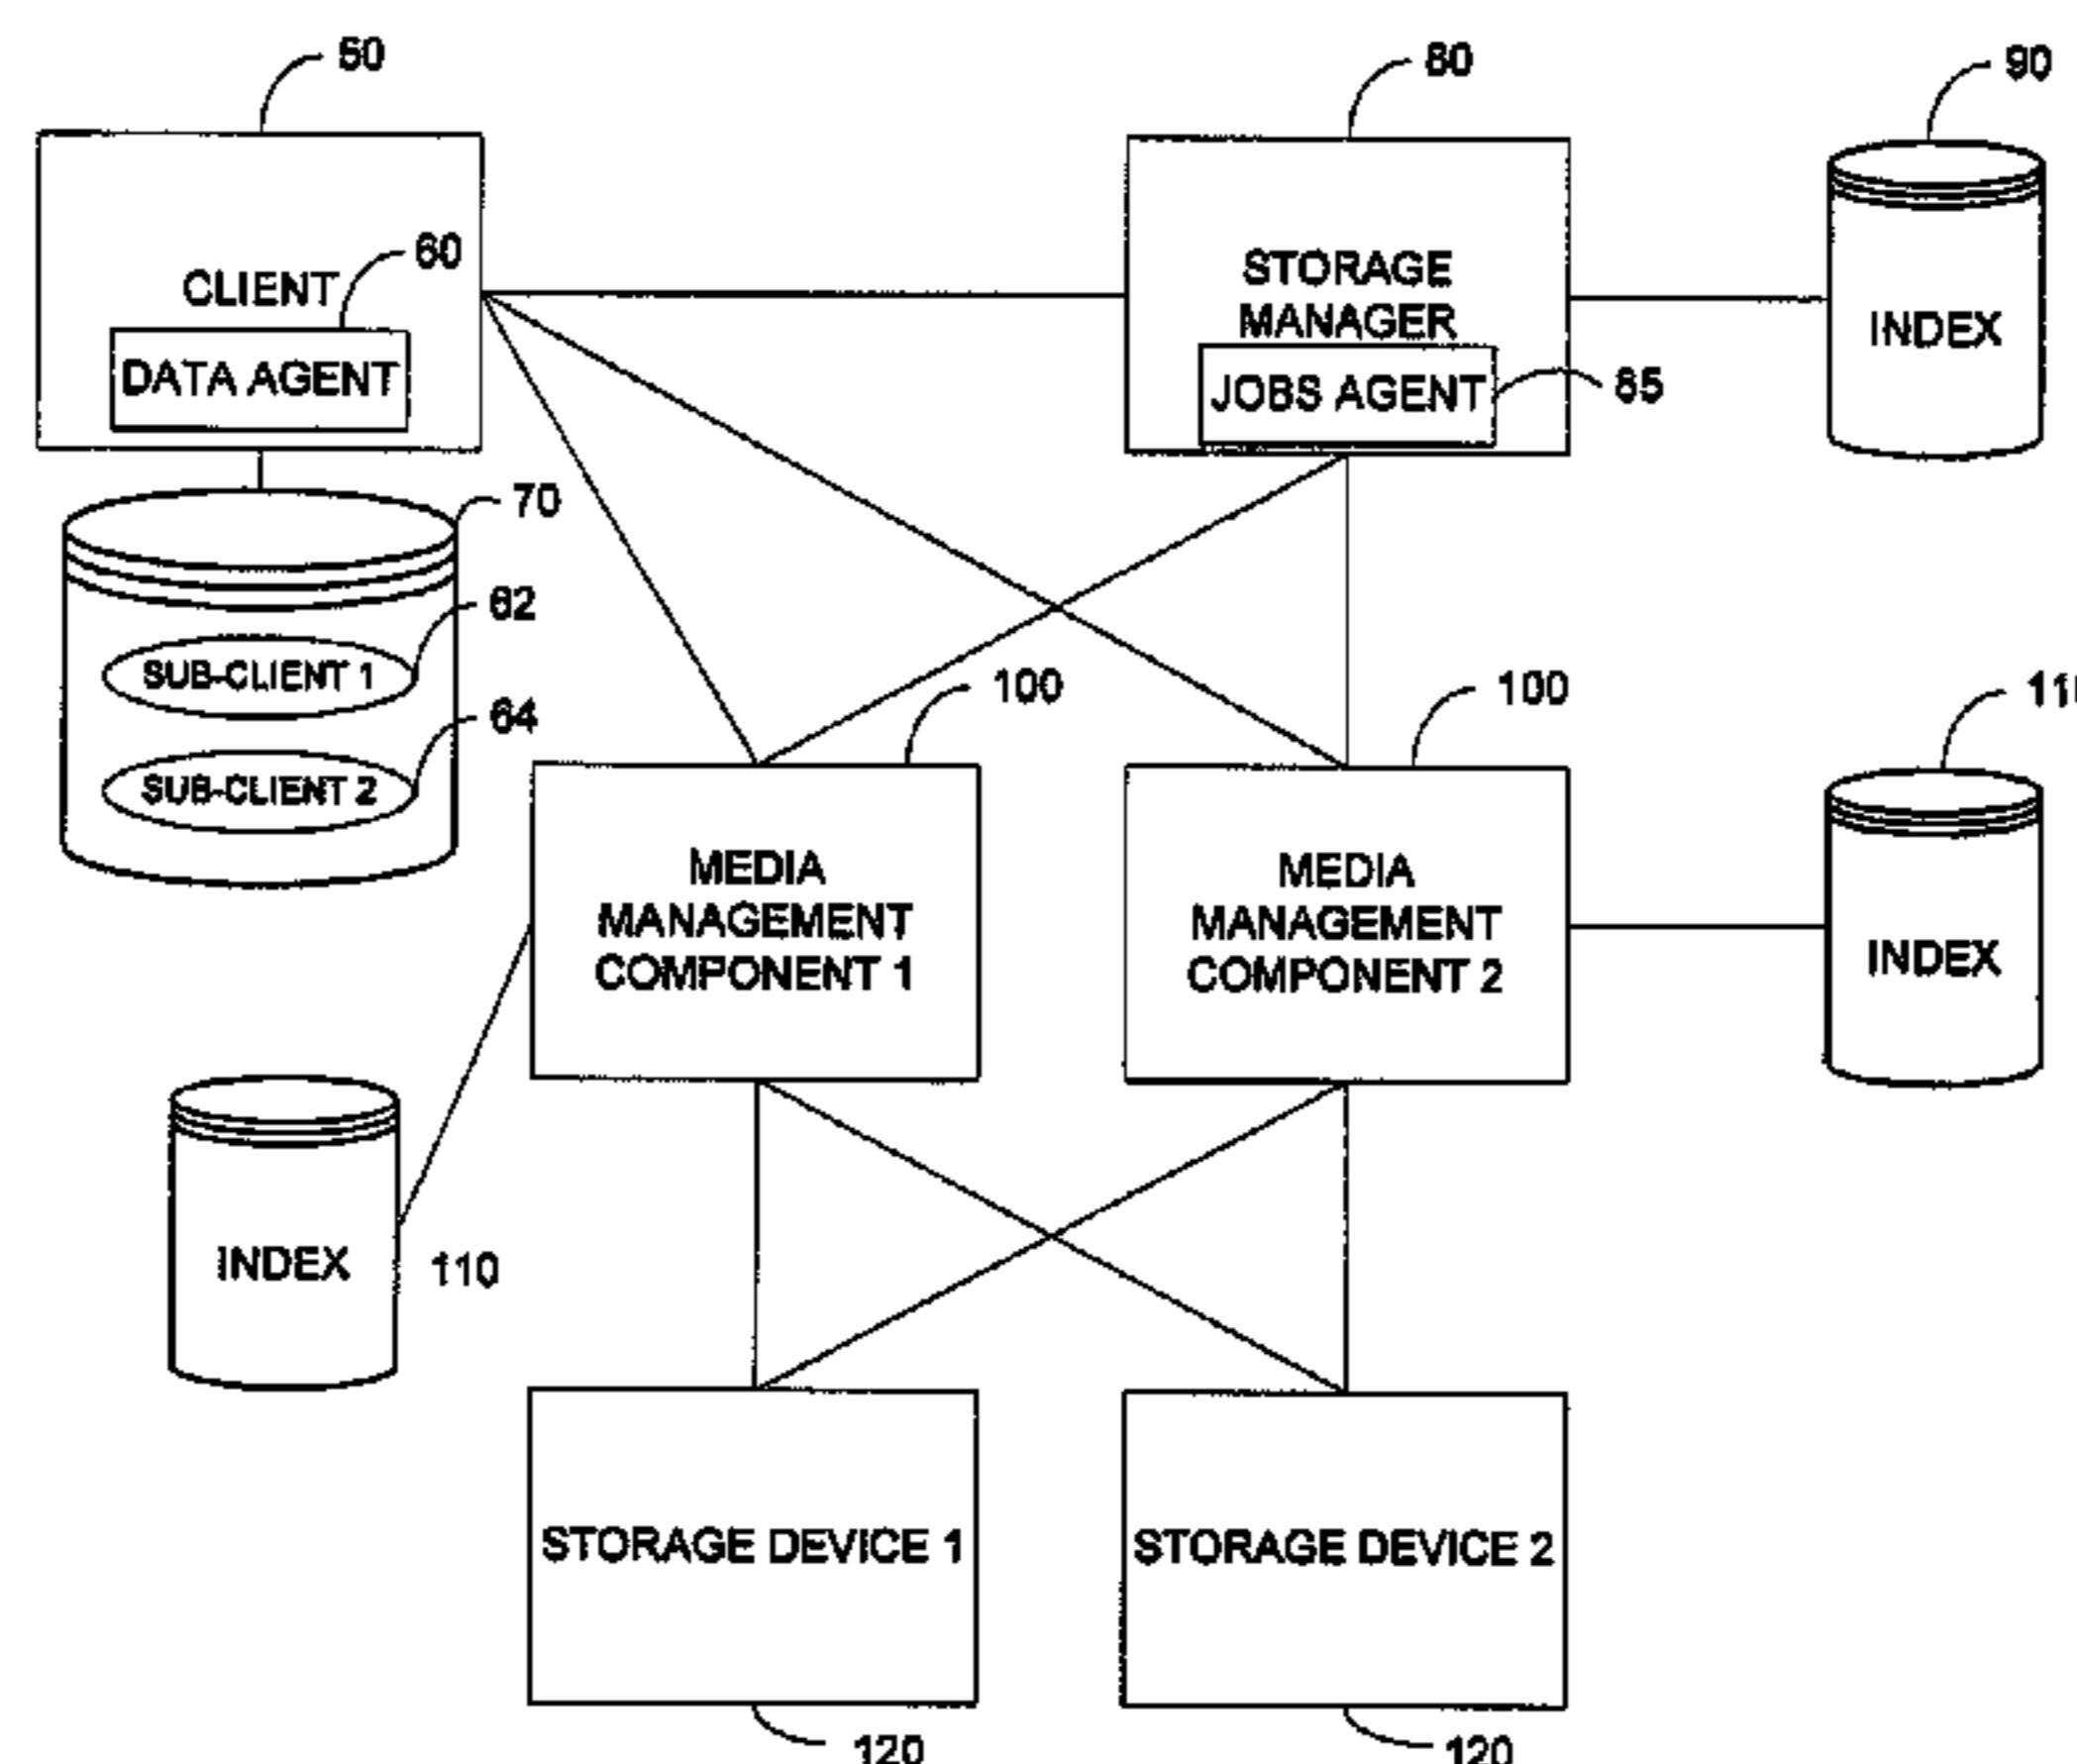 50
80
90
CLIENT
60
DATA AGENT
STORAGE
MANAGER
JOBS AGENT
85
INDEX
70
62
SUB-CLIENT 1
64
SUB-CLIENT 2
100
100
110
MEDIA
MANAGEMENT
COMPONENT 1
MEDIA
MANAGEMENT
COMPONENT 2
INDEX
INDEX
110
STORAGE DEVICE 1
STORAGE DEVICE 2
120
120